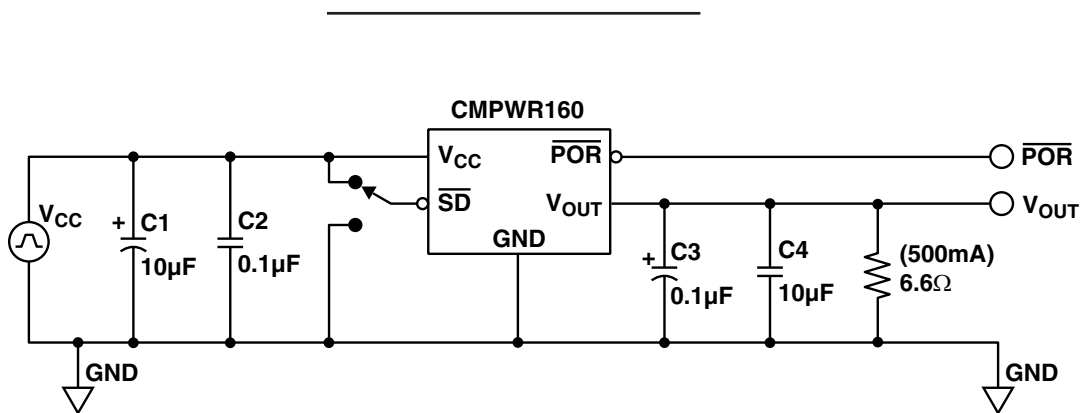 CMPWR160
VCC
POR
POR
VCC
SD
VOUT
VOUT
GND
+ C1
10µF
C2
0.1µF
+ C3
0.1µF
C4
10µF
(500mA)
6.6Ω
GND
GND